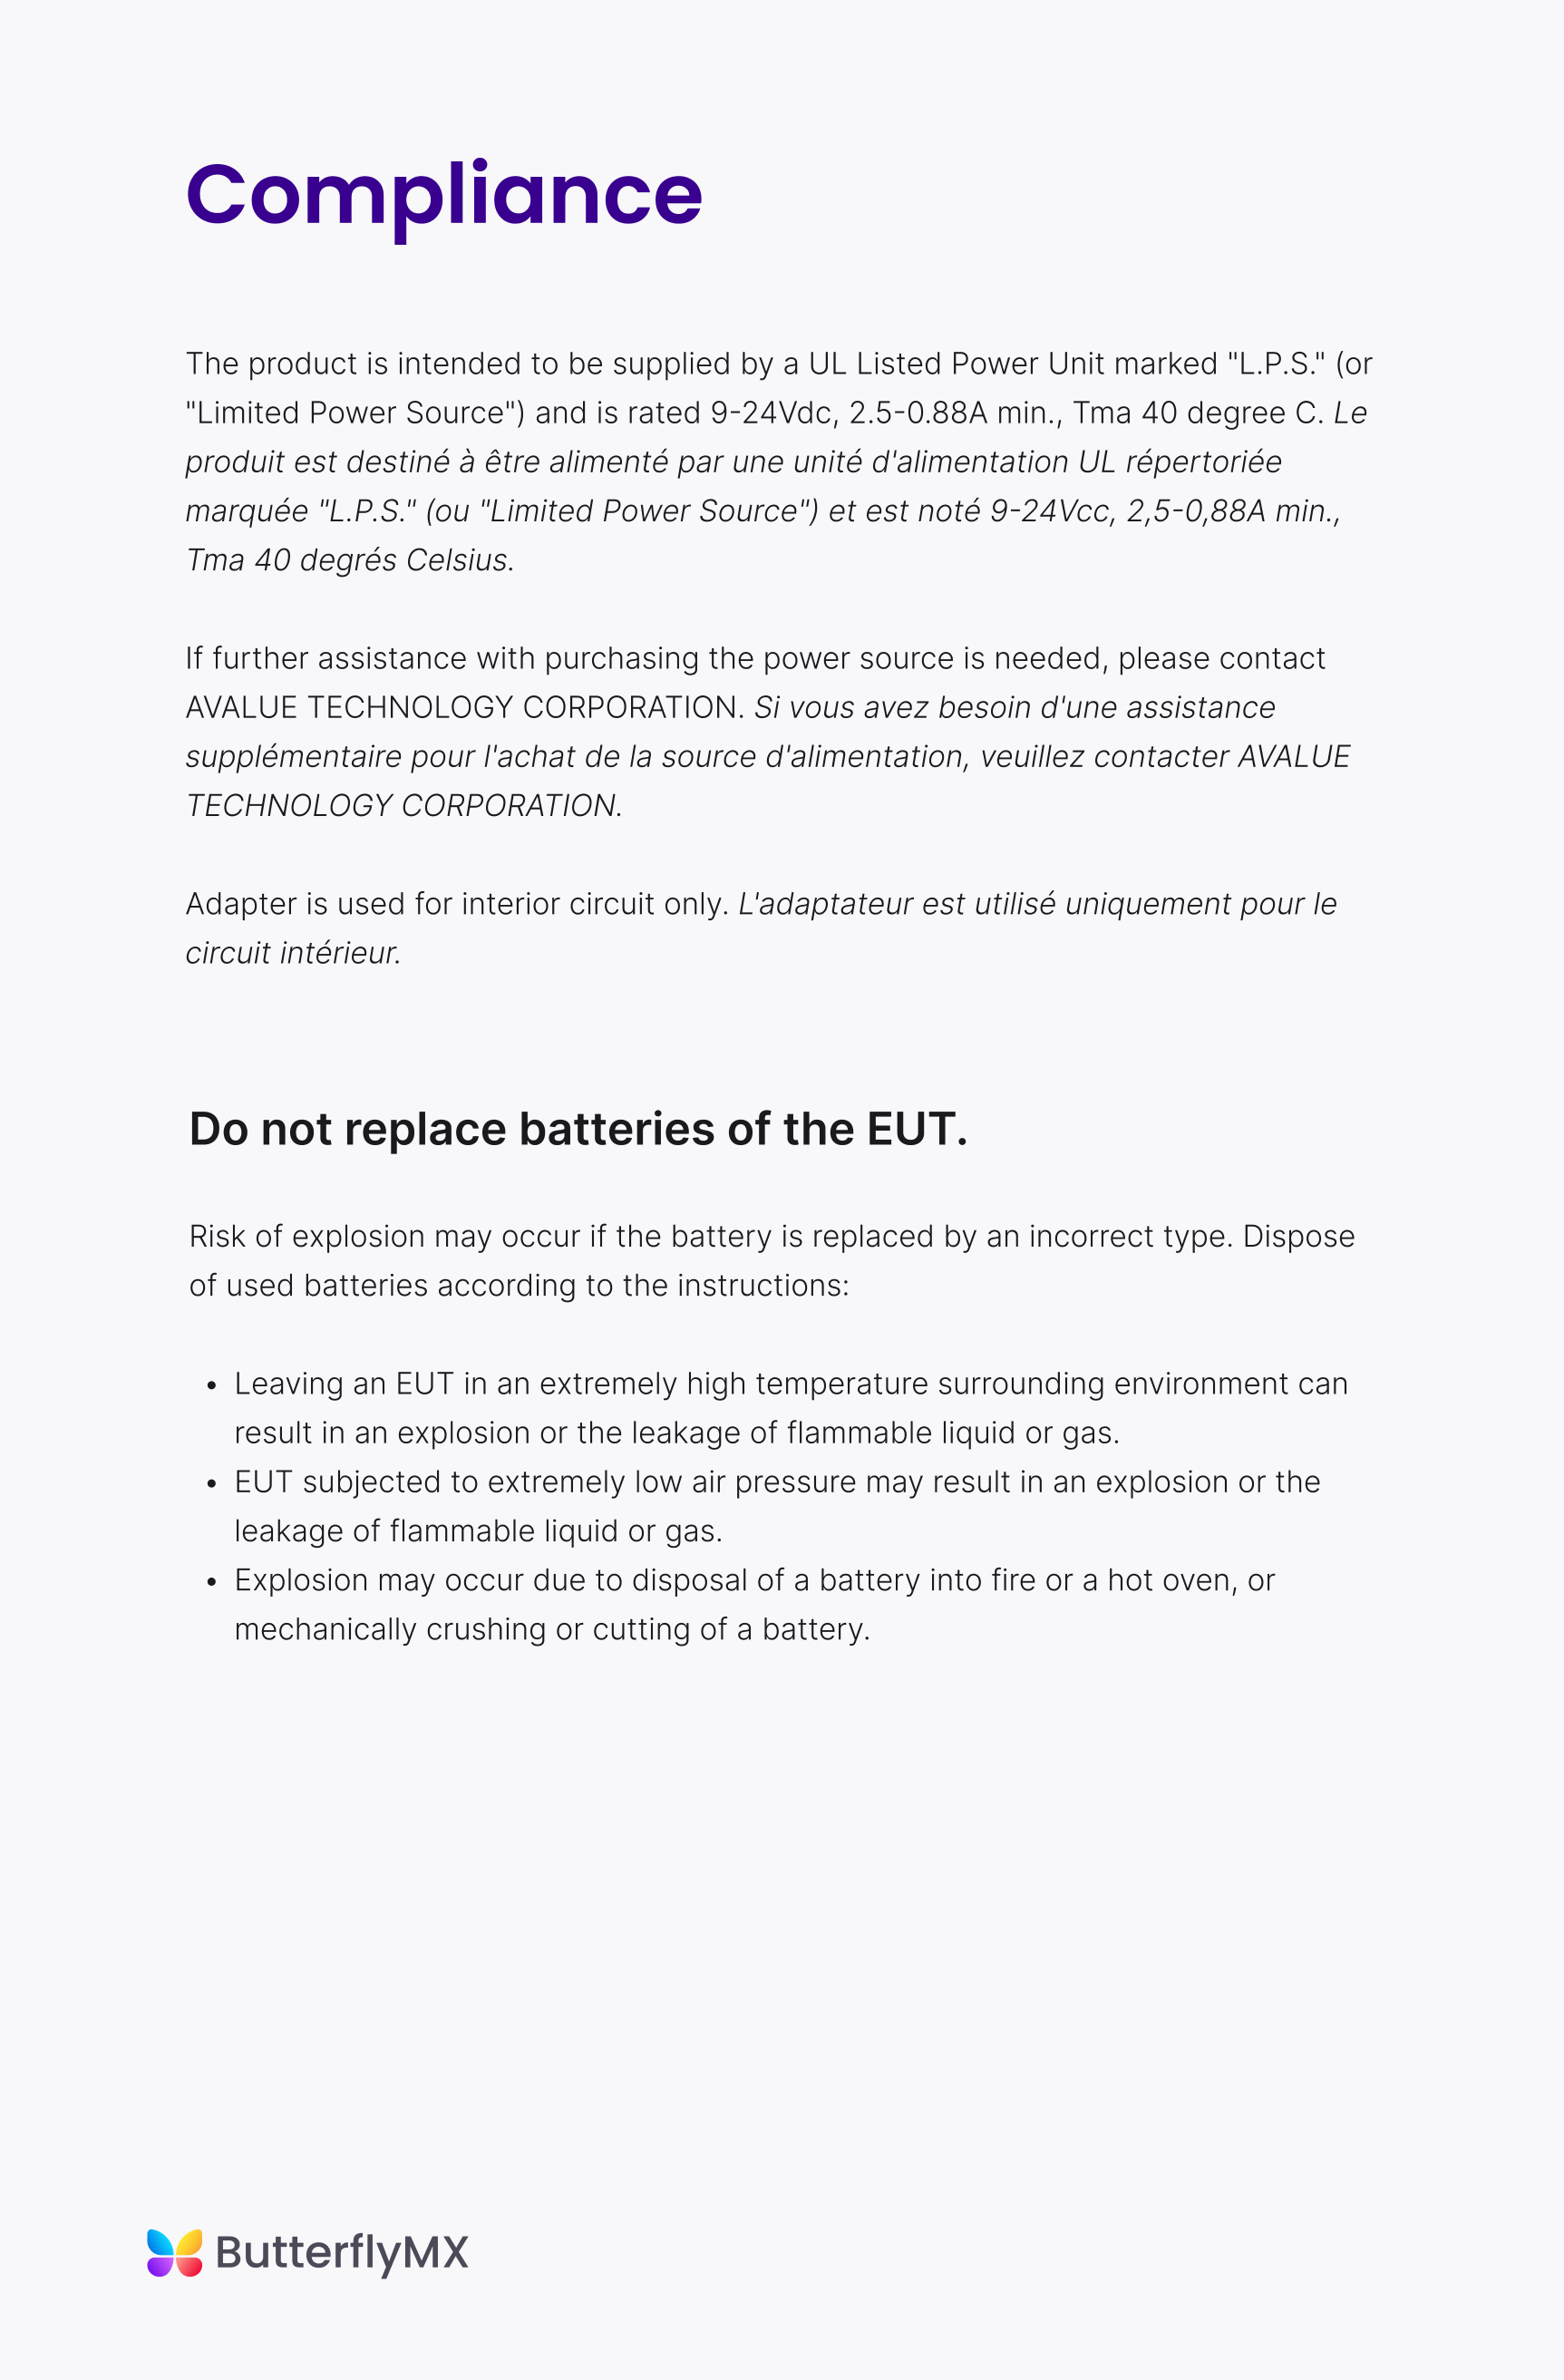 Compliance
The product is intended to be supplied by a UL Listed Power Unit marked "L.P.S." (or
"Limited Power Source") and is rated 9-24Vdc, 2.5-0.88A min., Tma 40 degree C. Le
produit est destiné à être alimenté par une unité d'alimentation UL répertoriée
marquée "L.P.S." (ou "Limited Power Source") et est noté 9-24Vcc, 2,5-0,88A min.,
Tma 40 degrés Celsius.
If further assistance with purchasing the power source is needed, please contact
AVALUE TECHNOLOGY CORPORATION. Si vous avez besoin d'une assistance
supplémentaire pour l'achat de la source d'alimentation, veuillez contacter AVALUE
TECHNOLOGY CORPORATION.
Adapter is used for interior circuit only. L'adaptateur est utilisé uniquement pour le
circuit intérieur.
Do not replace batteries of the EUT.
Risk of explosion may occur if the battery is replaced by an incorrect type. Dispose
of used batteries according to the instructions:
• Leaving an EUT in an extremely high temperature surrounding environment can
result in an explosion or the leakage of flammable liquid or gas.
• EUT subjected to extremely low air pressure may result in an explosion or the
leakage of flammable liquid or gas.
• Explosion may occur due to disposal of a battery into fire or a hot oven, or
mechanically crushing or cutting of a battery.
ButterflyMX